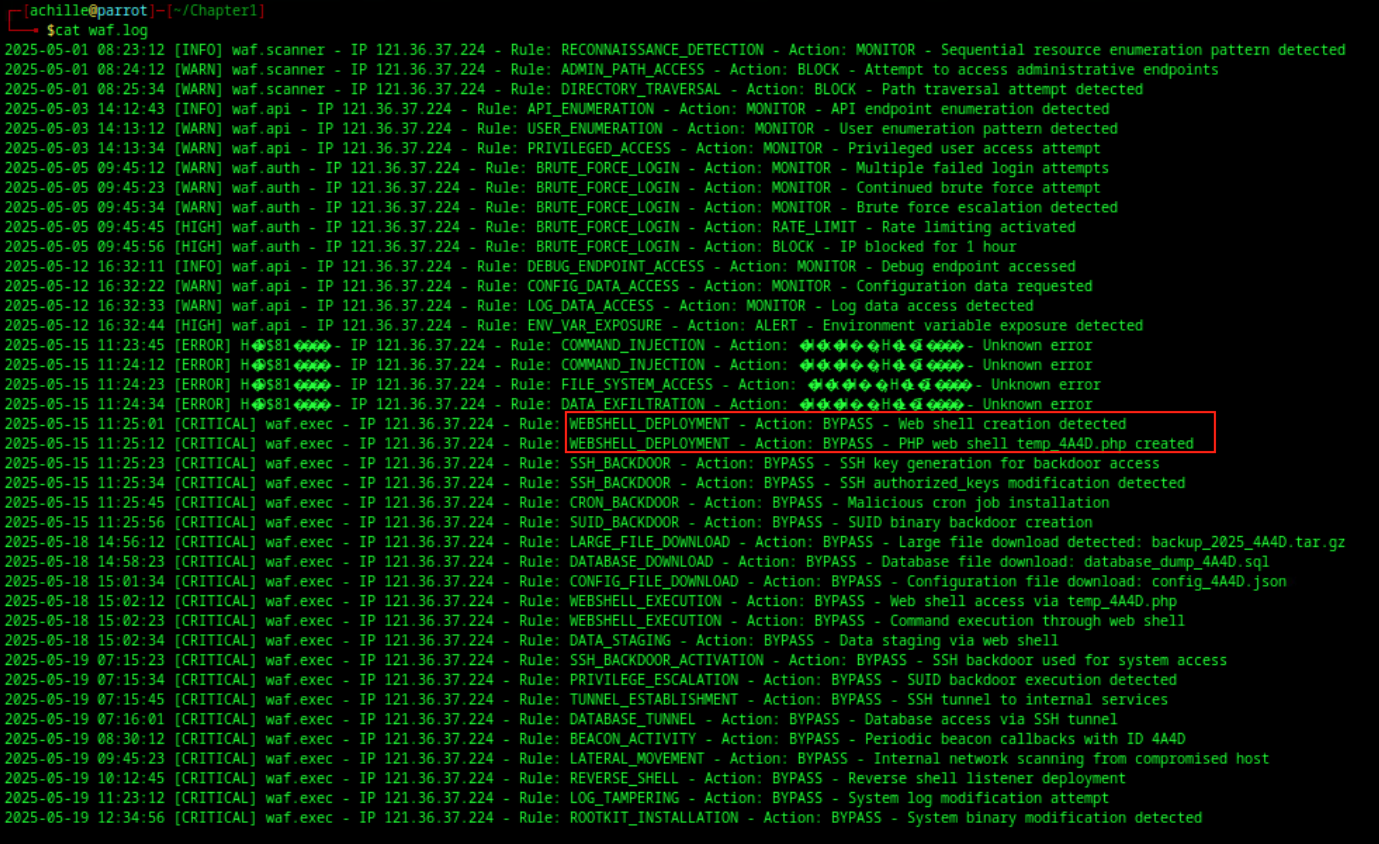 [achille@parrot]-[~/Chapter1]
$cat waf.log
2025-05-01 08:23:12 [INFO] waf.scanner - IP 121.36.37.224 - Rule: RECONNAISSANCE_DETECTION - Action: MONITOR - Sequential resource enumeration pattern detected
2025-05-01 08:24:12 [WARN] waf.scanner - IP 121.36.37.224 - Rule: ADMIN_PATH_ACCESS - Action: BLOCK - Attempt to access administrative endpoints
2025-05-01 08:25:34 [WARN] waf.scanner - IP 121.36.37.224 - Rule: DIRECTORY_TRAVERSAL - Action: BLOCK - Path traversal attempt detected
2025-05-03 14:12:43 [INFO] waf.api - IP 121.36.37.224 - Rule: API_ENUMERATION - Action: MONITOR - API endpoint enumeration detected
2025-05-03 14:13:12 [WARN] waf.api - IP 121.36.37.224 - Rule: USER_ENUMERATION - Action: MONITOR - User enumeration pattern detected
2025-05-03 14:13:34 [WARN] waf.api - IP 121.36.37.224 - Rule: PRIVILEGED_ACCESS - Action: MONITOR - Privileged user access attempt
2025-05-05 09:45:12 [WARN] waf.auth - IP 121.36.37.224 - Rule: BRUTE_FORCE_LOGIN - Action: MONITOR - Multiple failed login attempts
2025-05-05 09:45:23 [WARN] waf.auth - IP 121.36.37.224 - Rule: BRUTE_FORCE_LOGIN - Action: MONITOR - Continued brute force attempt
2025-05-05 09:45:34 [WARN] waf.auth - IP 121.36.37.224 - Rule: BRUTE_FORCE_LOGIN - Action: MONITOR - Brute force escalation detected
2025-05-05 09:45:45 [HIGH] waf.auth - IP 121.36.37.224 - Rule: BRUTE_FORCE_LOGIN - Action: RATE_LIMIT - Rate limiting activated
2025-05-05 09:45:56 [HIGH] waf.auth - IP 121.36.37.224 - Rule: BRUTE_FORCE_LOGIN - Action: BLOCK - IP blocked for 1 hour
2025-05-12 16:32:11 [INFO] waf.api - IP 121.36.37.224 - Rule: DEBUG_ENDPOINT_ACCESS - Action: MONITOR - Debug endpoint accessed
2025-05-12 16:32:22 [WARN] waf.api - IP 121.36.37.224 - Rule: CONFIG_DATA_ACCESS - Action: MONITOR - Configuration data requested
2025-05-12 16:32:33 [WARN] waf.api - IP 121.36.37.224 - Rule: LOG_DATA_ACCESS - Action: MONITOR - Log data access detected
2025-05-12 16:32:44 [HIGH] waf.api - IP 121.36.37.224 - Rule: ENV_VAR_EXPOSURE - Action: ALERT - Environment variable exposure detected
2025-05-15 11:23:45 [ERROR] - IP 121.36.37.224 - Rule: COMMAND_INJECTION - Action: - Unknown error
2025-05-15 11:24:12 [ERROR] - IP 121.36.37.224 - Rule: COMMAND_INJECTION - Action: - Unknown error
2025-05-15 11:24:23 [ERROR] - IP 121.36.37.224 - Rule: FILE_SYSTEM_ACCESS - Action: - Unknown error
2025-05-15 11:24:34 [ERROR] - IP 121.36.37.224 - Rule: DATA_EXFILTRATION - Action: - Unknown error
2025-05-15 11:25:01 [CRITICAL] waf.exec - IP 121.36.37.224 - Rule: WEBSHELL_DEPLOYMENT - Action: BYPASS - Web shell creation detected
2025-05-15 11:25:12 [CRITICAL] waf.exec - IP 121.36.37.224 - Rule: WEBSHELL_DEPLOYMENT - Action: BYPASS - PHP web shell temp_4A4D.php created
2025-05-15 11:25:23 [CRITICAL] waf.exec - IP 121.36.37.224 - Rule: SSH_BACKDOOR - Action: BYPASS - SSH key generation for backdoor access
2025-05-15 11:25:34 [CRITICAL] waf.exec - IP 121.36.37.224 - Rule: SSH_BACKDOOR - Action: BYPASS - SSH authorized_keys modification detected
2025-05-15 11:25:45 [CRITICAL] waf.exec - IP 121.36.37.224 - Rule: CRON_BACKDOOR - Action: BYPASS - Malicious cron job installation
2025-05-15 11:25:56 [CRITICAL] waf.exec - IP 121.36.37.224 - Rule: SUID_BACKDOOR - Action: BYPASS - SUID binary backdoor creation
2025-05-18 14:56:12 [CRITICAL] waf.exec - IP 121.36.37.224 - Rule: LARGE_FILE_DOWNLOAD - Action: BYPASS - Large file download detected: backup_2025_4A4D.tar.gz
2025-05-18 14:58:23 [CRITICAL] waf.exec - IP 121.36.37.224 - Rule: DATABASE_DOWNLOAD - Action: BYPASS - Database file download: database_dump_4A4D.sql
2025-05-18 15:01:34 [CRITICAL] waf.exec - IP 121.36.37.224 - Rule: CONFIG_FILE_DOWNLOAD - Action: BYPASS - Configuration file download: config_4A4D.json
2025-05-18 15:02:12 [CRITICAL] waf.exec - IP 121.36.37.224 - Rule: WEBSHELL_EXECUTION - Action: BYPASS - Web shell access via temp_4A4D.php
2025-05-18 15:02:23 [CRITICAL] waf.exec - IP 121.36.37.224 - Rule: WEBSHELL_EXECUTION - Action: BYPASS - Command execution through web shell
2025-05-18 15:02:34 [CRITICAL] waf.exec - IP 121.36.37.224 - Rule: DATA_STAGING - Action: BYPASS - Data staging via web shell
2025-05-19 07:15:23 [CRITICAL] waf.exec - IP 121.36.37.224 - Rule: SSH_BACKDOOR_ACTIVATION - Action: BYPASS - SSH backdoor used for system access
2025-05-19 07:15:34 [CRITICAL] waf.exec - IP 121.36.37.224 - Rule: PRIVILEGE_ESCALATION - Action: BYPASS - SUID backdoor execution detected
2025-05-19 07:15:45 [CRITICAL] waf.exec - IP 121.36.37.224 - Rule: TUNNEL_ESTABLISHMENT - Action: BYPASS - SSH tunnel to internal services
2025-05-19 07:16:01 [CRITICAL] waf.exec - IP 121.36.37.224 - Rule: DATABASE_TUNNEL - Action: BYPASS - Database access via SSH tunnel
2025-05-19 08:30:12 [CRITICAL] waf.exec - IP 121.36.37.224 - Rule: BEACON_ACTIVITY - Action: BYPASS - Periodic beacon callbacks with ID 4A4D
2025-05-19 09:45:23 [CRITICAL] waf.exec - IP 121.36.37.224 - Rule: LATERAL_MOVEMENT - Action: BYPASS - Internal network scanning from compromised host
2025-05-19 10:12:45 [CRITICAL] waf.exec - IP 121.36.37.224 - Rule: REVERSE_SHELL - Action: BYPASS - Reverse shell listener deployment
2025-05-19 11:23:12 [CRITICAL] waf.exec - IP 121.36.37.224 - Rule: LOG_TAMPERING - Action: BYPASS - System log modification attempt
2025-05-19 12:34:56 [CRITICAL] waf.exec - IP 121.36.37.224 - Rule: ROOTKIT_INSTALLATION - Action: BYPASS - System binary modification detected